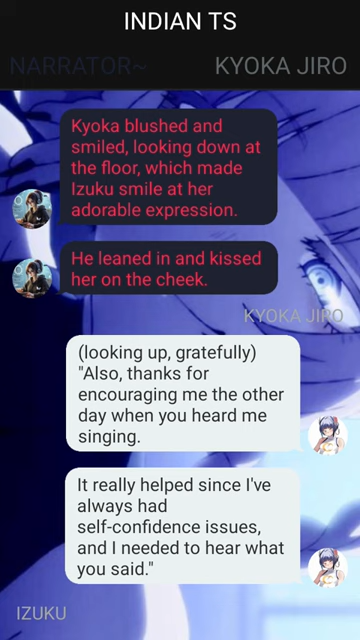 INDIAN TS
NARRATOR~ KYOKA JIRO
Kyoka blushed and
smiled, looking down at
the floor, which made
Izuku smile at her
adorable expression.
He leaned in and kissed
her on the cheek.
KYOKA JIRO
(looking up, gratefully)
"Also, thanks for
encouraging me the other
day when you heard me
singing.
It really helped since I've
always had
self-confidence issues,
and I needed to hear what
you said."
IZUKU